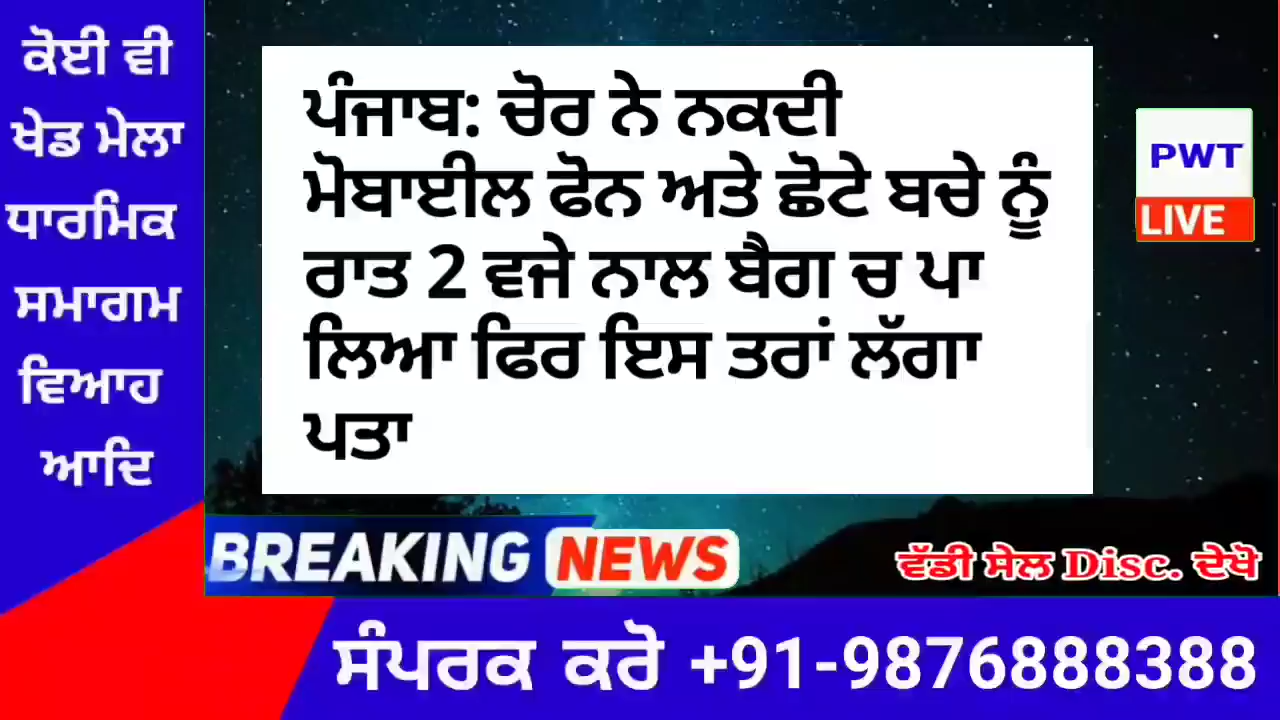 ਕੋਈ ਵੀ
ਖੇਡ ਮੇਲਾ
ਧਾਰਮਿਕ
ਸਮਾਗਮ
ਵਿਆਹ
ਆਦਿ
ਪੰਜਾਬ: ਚੋਰ ਨੇ ਨਕਦੀ
ਮੋਬਾਈਲ ਫੋਨ ਅਤੇ ਛੋਟੇ ਬਚੇ ਨੂੰ
ਰਾਤ 2 ਵਜੇ ਨਾਲ ਬੈਗ ਚ ਪਾ
ਲਿਆ ਫਿਰ ਇਸ ਤਰਾਂ ਲੱਗਾ
ਪਤਾ
PWT
LIVE
BREAKING NEWS
ਵੱਡੀ ਸੇਲ Disc. ਦੇਖੋ
ਸੰਪਰਕ ਕਰੋ +91-9876888388